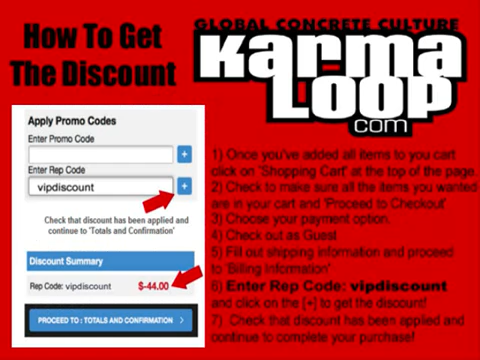 How To Get
The Discount
GLOBAL CONCRETE CULTURE
KaRMa
LOOP
com
Apply Promo Codes
Enter Promo Code
+
Enter Rep Code
vipdiscount
+
Check that discount has been applied and
continue to 'Totals and Confirmation'
Discount Summary
Rep Code: vipdiscount $-44.00
PROCEED TO : TOTALS AND CONFIRMATION >
1) Once you've added all items to you cart
click on 'Shopping Cart' at the top of the page.
2) Check to make sure all the items you wanted
are in your cart and 'Proceed to Checkout'
3) Choose your payment option.
4) Check out as Guest
5) Fill out shipping information and proceed
to 'Billing Information'
6) Enter Rep Code: vipdiscount
and click on the [+] to get the discount!
7) Check that discount has been applied and
continue to complete your purchase!